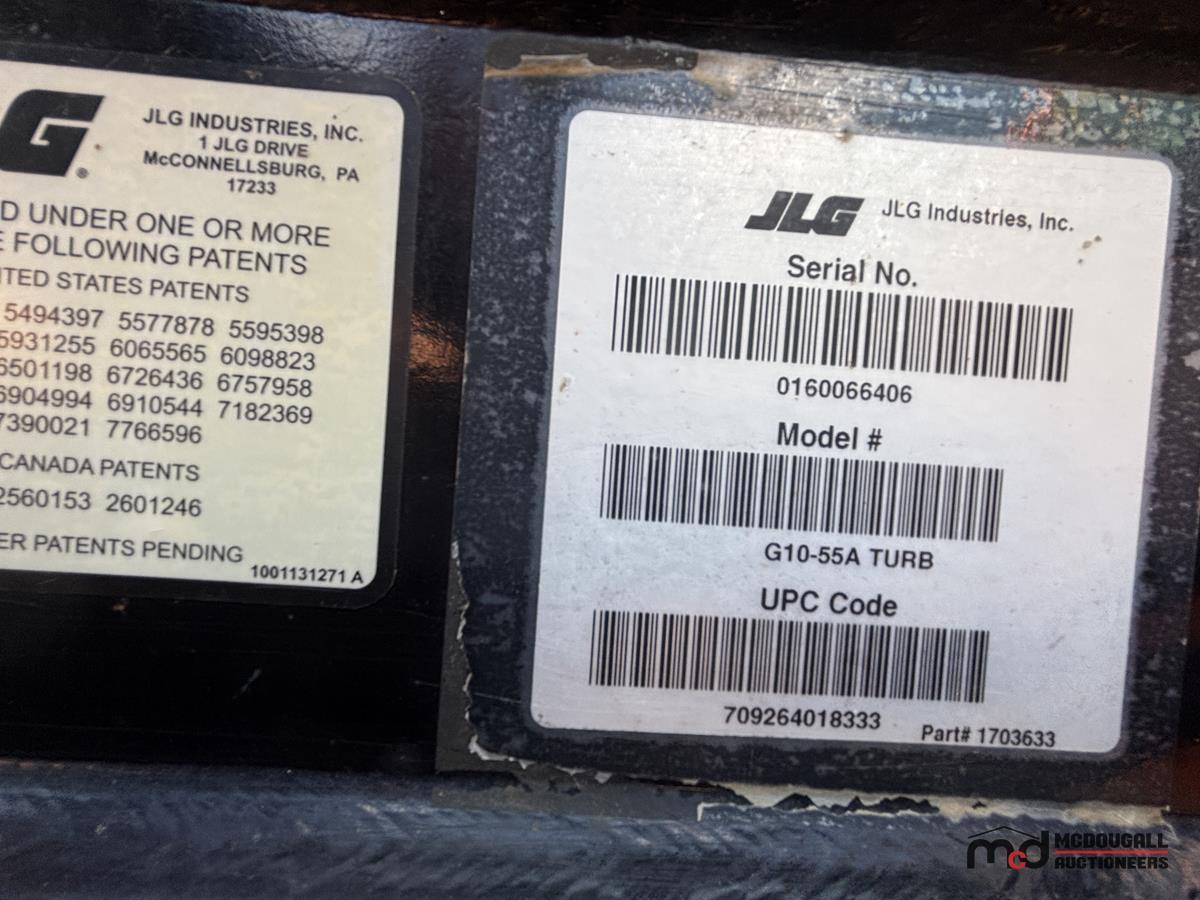 G®
JLG INDUSTRIES, INC.
1 JLG DRIVE
McCONNELLSBURG, PA
17233
D UNDER ONE OR MORE
FOLLOWING PATENTS
ITED STATES PATENTS
5494397 5577878 5595398
5931255 6065565 6098823
6501198 6726436 6757958
6904994 6910544 7182369
7390021 7766596
CANADA PATENTS
2560153 2601246
ER PATENTS PENDING
1001131271 A
JLG JLG Industries, Inc.
Serial No.
0160066406
Model #
G10-55A TURB
UPC Code
709264018333
Part# 1703633
mcd MCDOUGALL
AUCTIONEERS